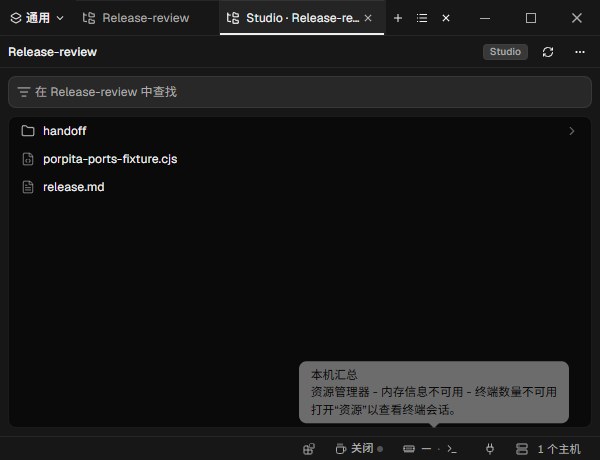 通用 Release-review Studio · Release-re...
Release-review Studio
在 Release-review 中查找
handoff
porpita-ports-fixture.cjs
release.md
本机汇总
资源管理器 - 内存信息不可用 - 终端数量不可用
打开“资源”以查看终端会话。
关闭 — · 1 个主机